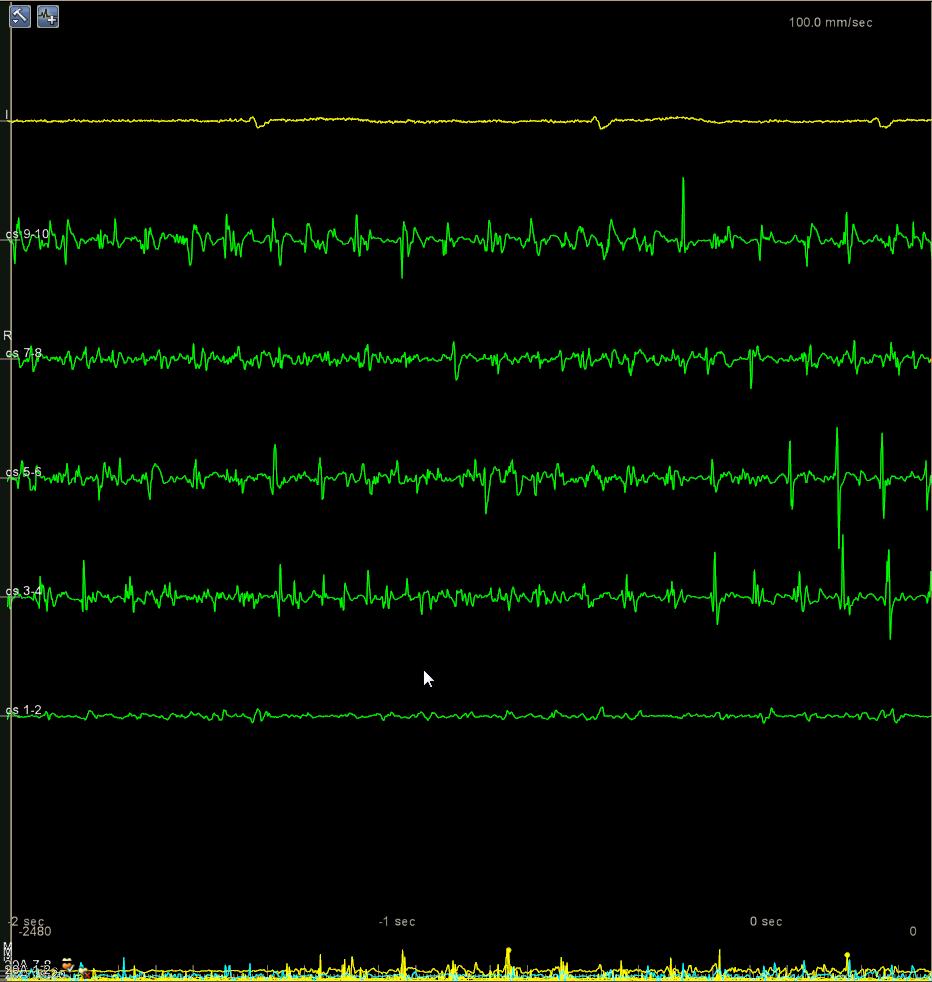 100.0 mm/sec
I
cs 9-10
R
cs 7-8
cs 5-6
cs 3-4
cs 1-2
-2 sec -1 sec 0 sec
-2480 0